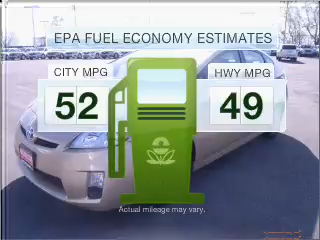 EPA FUEL ECONOMY ESTIMATES
CITY MPG
HWY MPG
52
49
Actual mileage may vary.